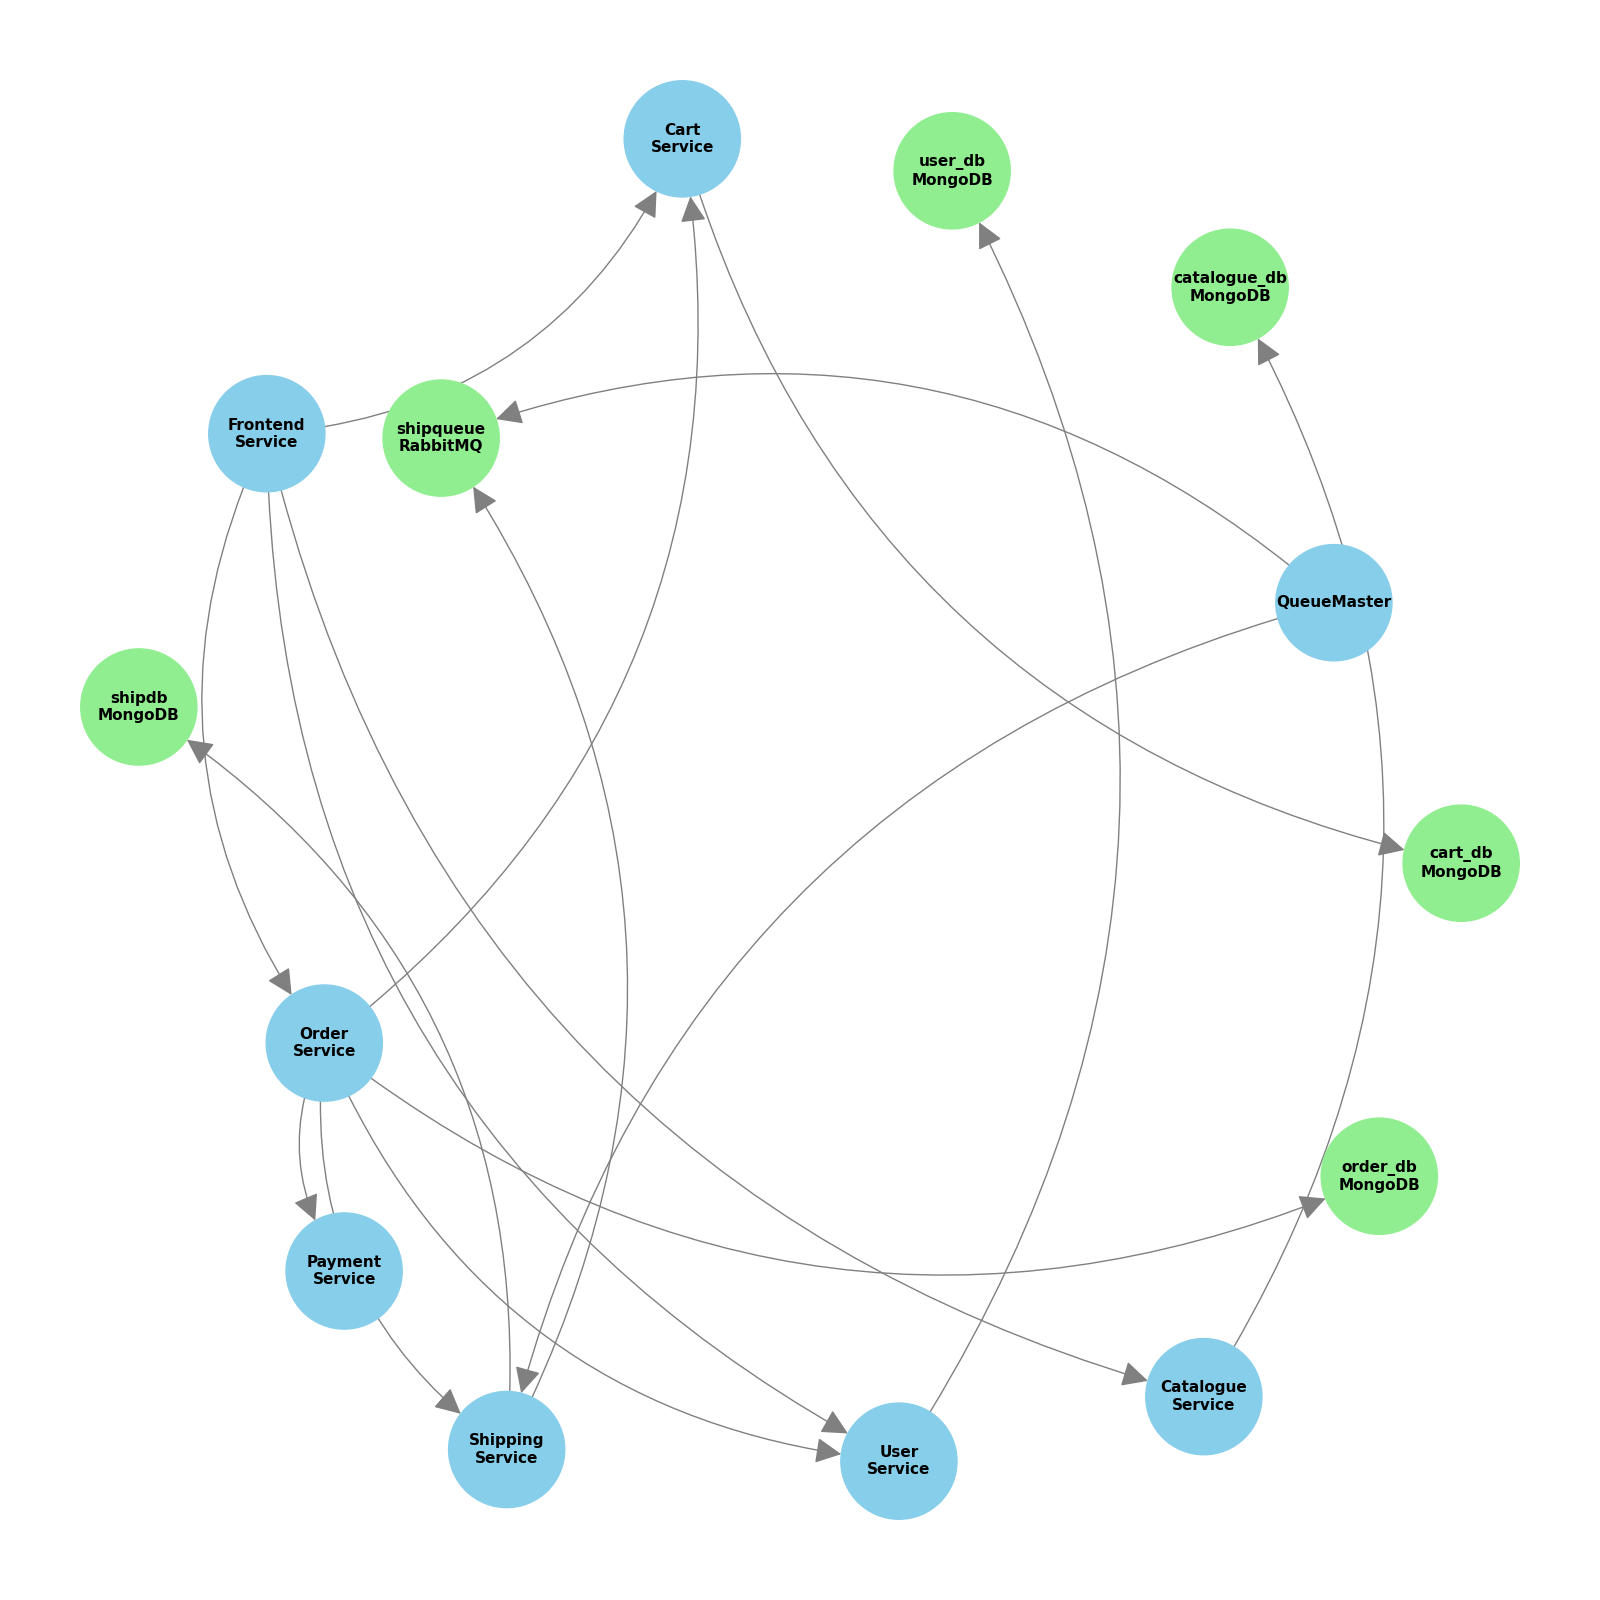 Cart
Service
user_db
MongoDB
catalogue_db
MongoDB
Frontend
Service
shipqueue
RabbitMQ
QueueMaster
shipdb
MongoDB
cart_db
MongoDB
Order
Service
order_db
MongoDB
Payment
Service
Catalogue
Service
Shipping
Service
User
Service